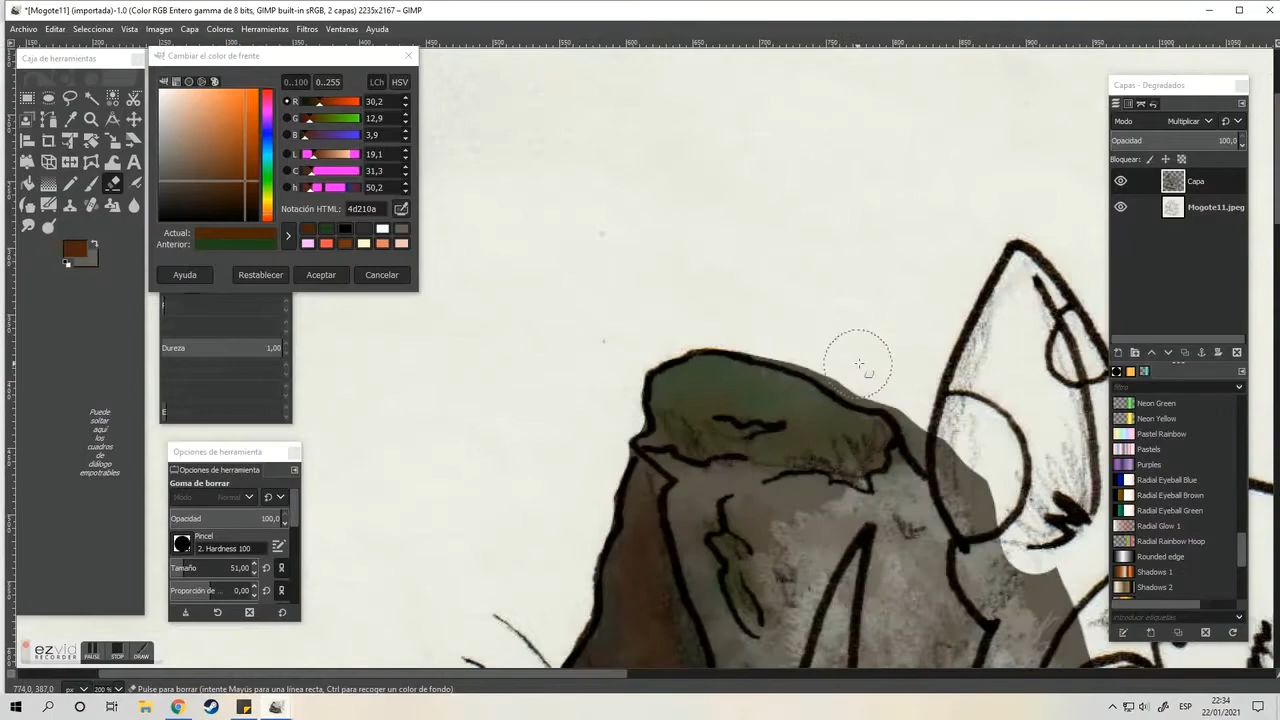 *[Mogote11] (importada)-1.0 (Color RGB Entero gamma de 8 bits, GIMP built-in sRGB, 2 capas) 2235x2167 – GIMP
Archivo Editar Seleccionar Vista Imagen Capa Colores Herramientas Filtros Ventanas Ayuda
Caja de herramientas
Cambiar el color de frente
0..100 0..255 LCh HSV
R 30,2
G 12,9
B 3,9
L 19,1
C 31,3
h 50,2
Notación HTML: 4d210a
Actual:
Anterior:
Ayuda Restablecer Aceptar Cancelar
Dureza 1,00
Puede
soltar
aquí
los
cuadros
de
diálogo
empotrables
Opciones de herramienta
Opciones de herramienta
Goma de borrar
Modo Normal
Opacidad 100,0
Pincel
2. Hardness 100
Tamaño 51,00
Proporción de ... 0,00
Capas - Degradados
Modo Multiplicar
Opacidad 100,0
Bloquear:
Capa
Mogote11.jpeg
filtro
Neon Green
Neon Yellow
Pastel Rainbow
Pastels
Purples
Radial Eyeball Blue
Radial Eyeball Brown
Radial Eyeball Green
Radial Glow 1
Radial Rainbow Hoop
Rounded edge
Shadows 1
Shadows 2
introducir etiquetas
ezvid
RECORDER
PAUSE STOP DRAW
774,0, 387,0 px 200 % Pulse para borrar (intente Mayús para una línea recta, Ctrl para recoger un color de fondo)
ESP
22:34
22/01/2021